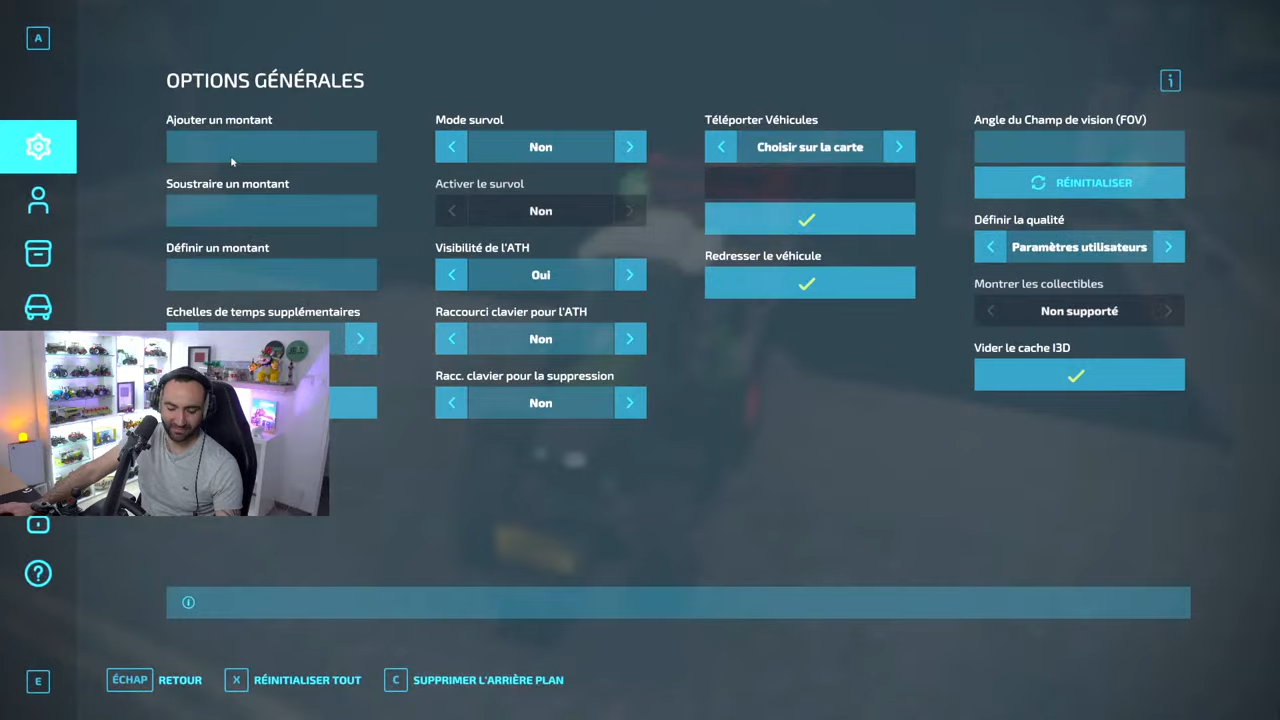 A
OPTIONS GÉNÉRALES
Ajouter un montant
Soustraire un montant
Définir un montant
Echelles de temps supplémentaires
Mode survol
Non
Activer le survol
Non
Visibilité de l'ATH
Oui
Raccourci clavier pour l'ATH
Non
Racc. clavier pour la suppression
Non
Téléporter Véhicules
Choisir sur la carte
Redresser le véhicule
Angle du Champ de vision (FOV)
RÉINITIALISER
Définir la qualité
Paramètres utilisateurs
Montrer les collectibles
Non supporté
Vider le cache I3D
E
ÉCHAP RETOUR X RÉINITIALISER TOUT C SUPPRIMER L'ARRIÈRE PLAN